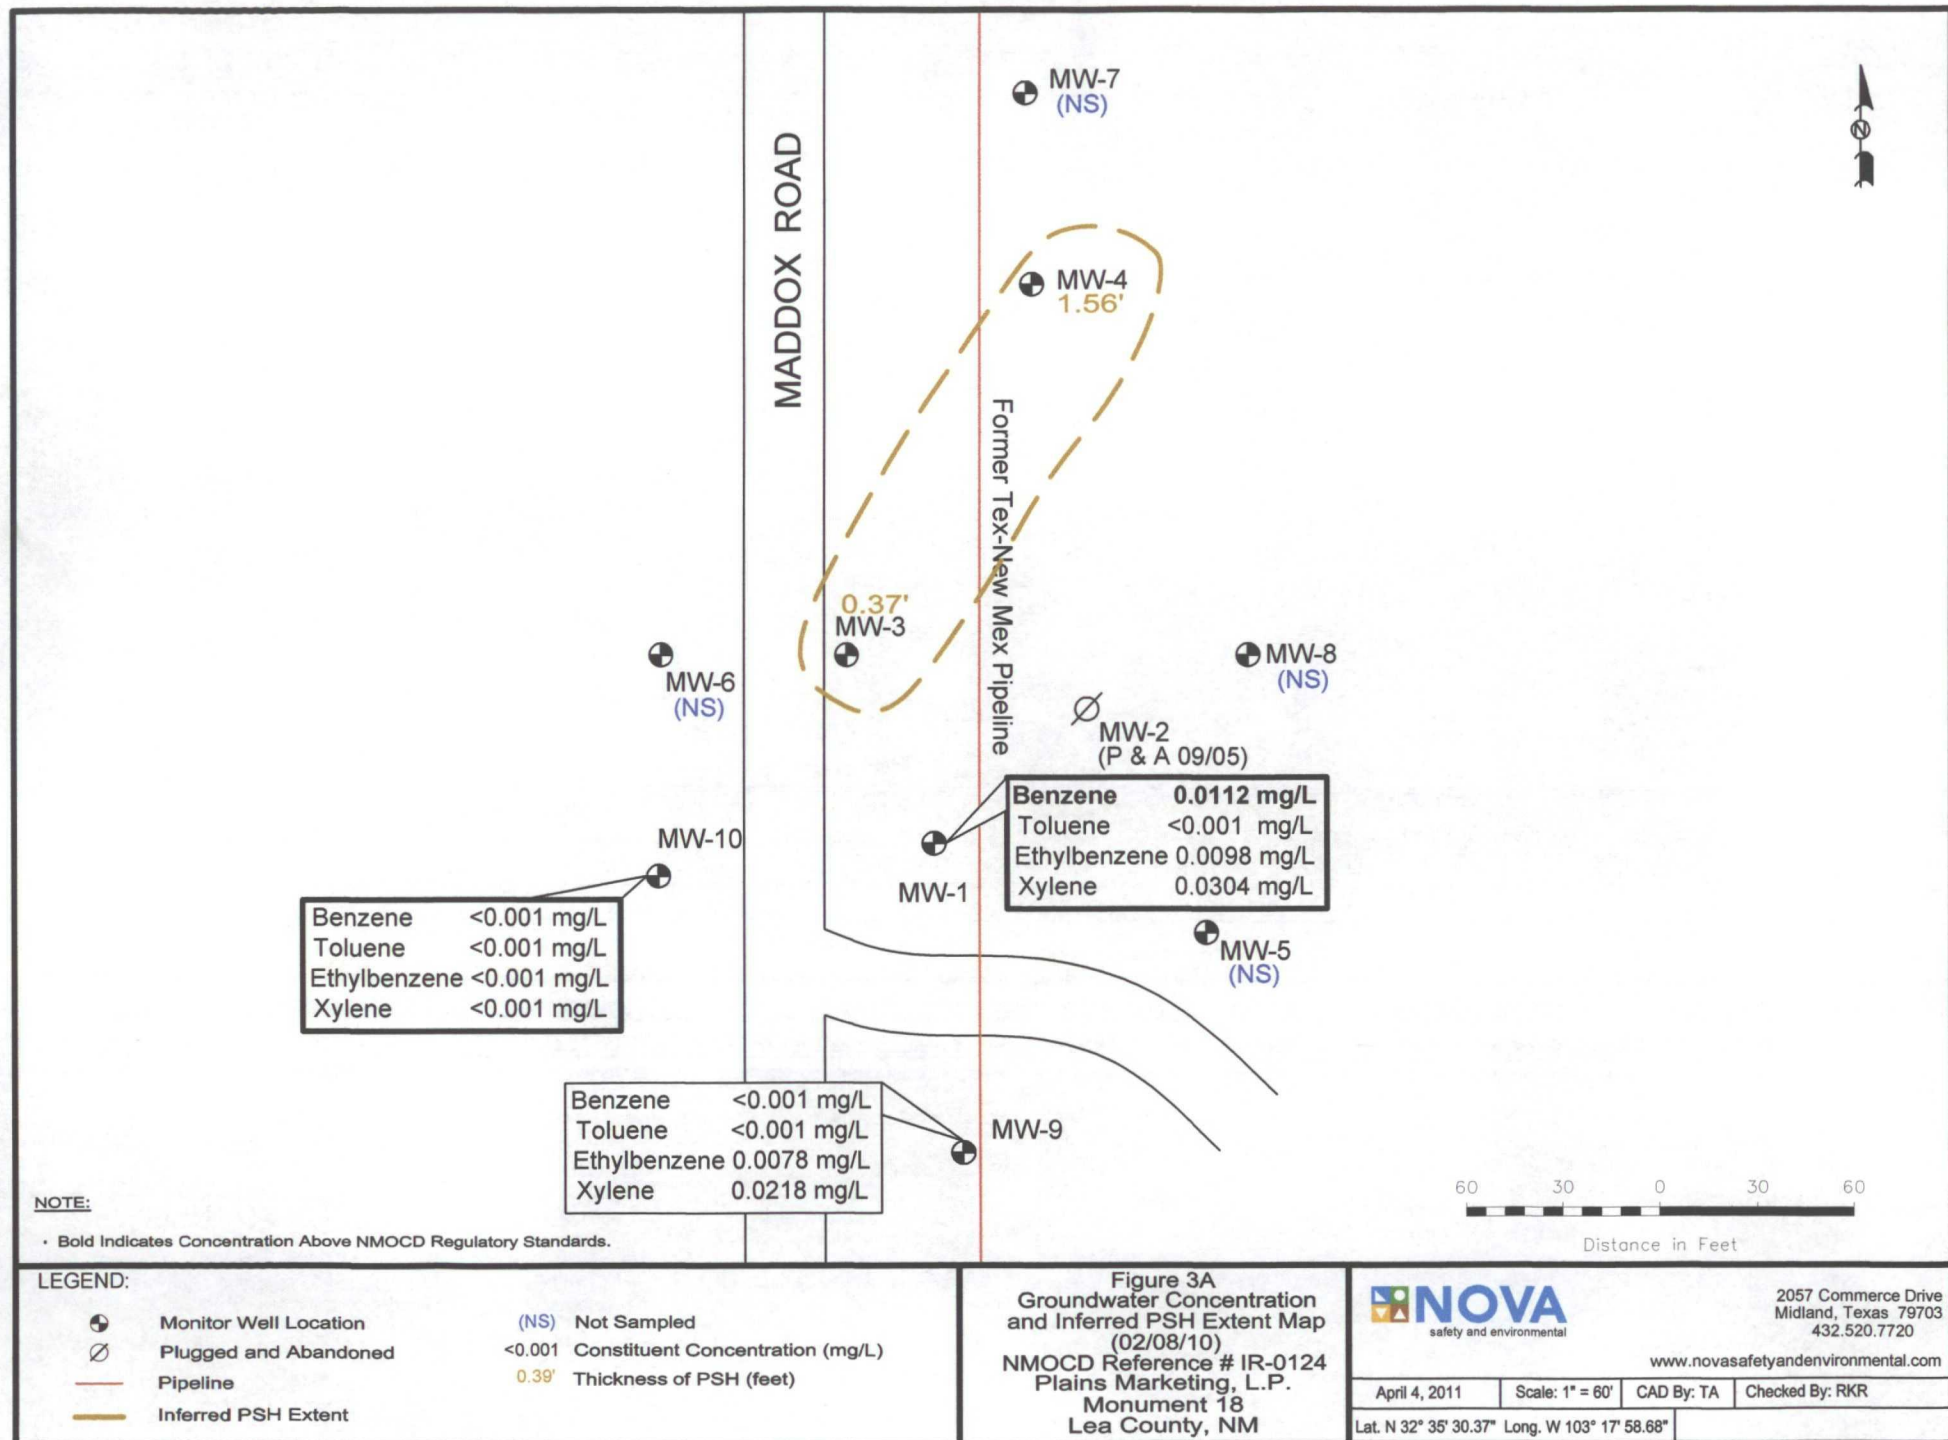 MW-7
(NS)
N
MADDOX ROAD
MW-4
1.56'
Former Tex-New Mex Pipeline
0.37'
MW-3
MW-6
(NS)
MW-8
(NS)
MW-2
(P & A 09/05)
Benzene 0.0112 mg/L
Toluene <0.001 mg/L
Ethylbenzene 0.0098 mg/L
Xylene 0.0304 mg/L
MW-10
MW-1
Benzene <0.001 mg/L
Toluene <0.001 mg/L
Ethylbenzene <0.001 mg/L
Xylene <0.001 mg/L
MW-5
(NS)
Benzene <0.001 mg/L
Toluene <0.001 mg/L
Ethylbenzene 0.0078 mg/L
Xylene 0.0218 mg/L
MW-9
60 30 0 30 60
Distance in Feet
NOTE:
· Bold Indicates Concentration Above NMOCD Regulatory Standards.
LEGEND:
Monitor Well Location
Plugged and Abandoned
Pipeline
Inferred PSH Extent
(NS) Not Sampled
<0.001 Constituent Concentration (mg/L)
0.39' Thickness of PSH (feet)
Figure 3A
Groundwater Concentration
and Inferred PSH Extent Map
(02/08/10)
NMOCD Reference # IR-0124
Plains Marketing, L.P.
Monument 18
Lea County, NM
NOVA
safety and environmental
2057 Commerce Drive
Midland, Texas 79703
432.520.7720
www.novasafetyandenvironmental.com
April 4, 2011
Scale: 1" = 60'
CAD By: TA
Checked By: RKR
Lat. N 32° 35' 30.37" Long. W 103° 17' 58.68"